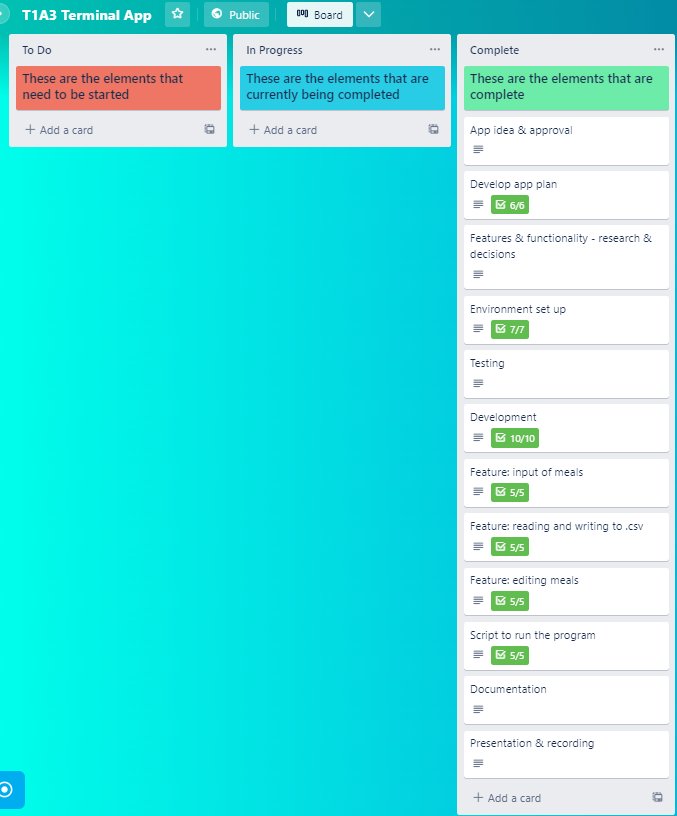 T1A3 Terminal App
Public
Board
To Do
These are the elements that
need to be started
+ Add a card
In Progress
These are the elements that are
currently being completed
+ Add a card
Complete
These are the elements that are
complete
App idea & approval
Develop app plan
6/6
Features & functionality - research &
decisions
Environment set up
7/7
Testing
Development
10/10
Feature: input of meals
5/5
Feature: reading and writing to .csv
5/5
Feature: editing meals
5/5
Script to run the program
5/5
Documentation
Presentation & recording
+ Add a card